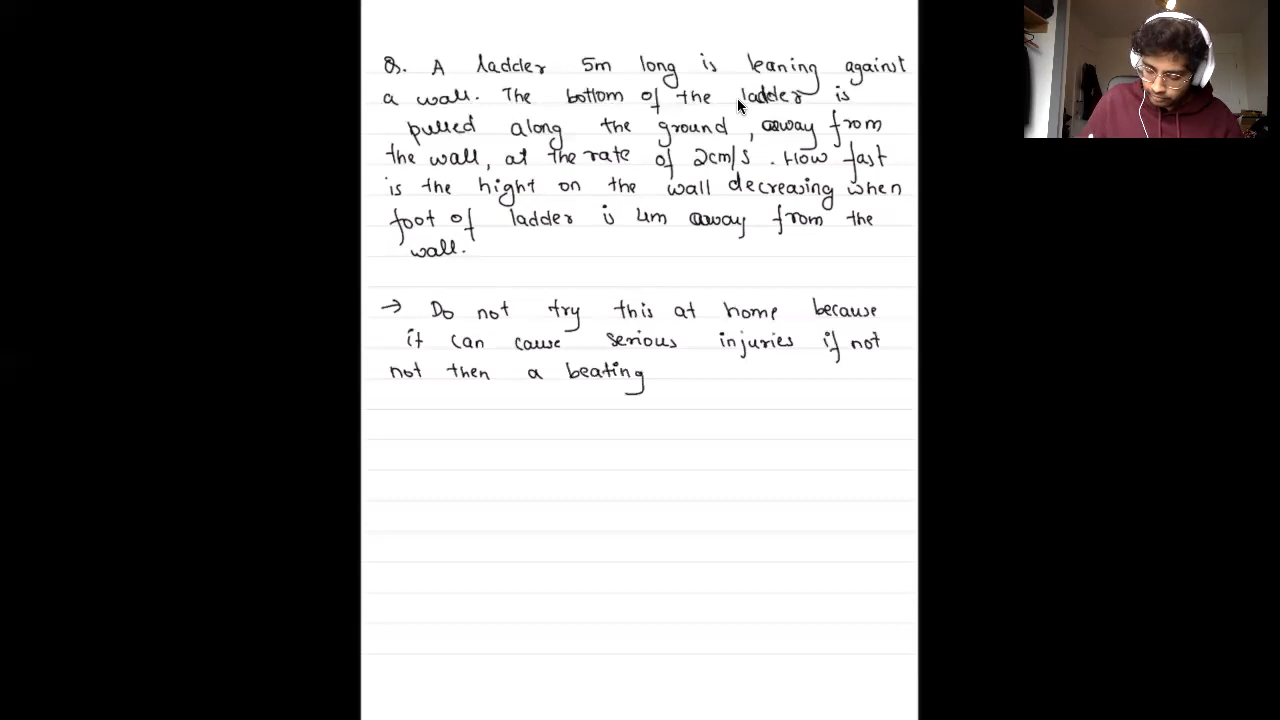 Q. A ladder 5m long is leaning against
a wall. The bottom of the ladder is
pulled along the ground, away from
the wall, at the rate of 2cm/s. How fast
is the hight on the wall decreasing when
foot of ladder is 4m away from the
wall.
→ Do not try this at home because
it can cause serious injuries if not
not then a beating